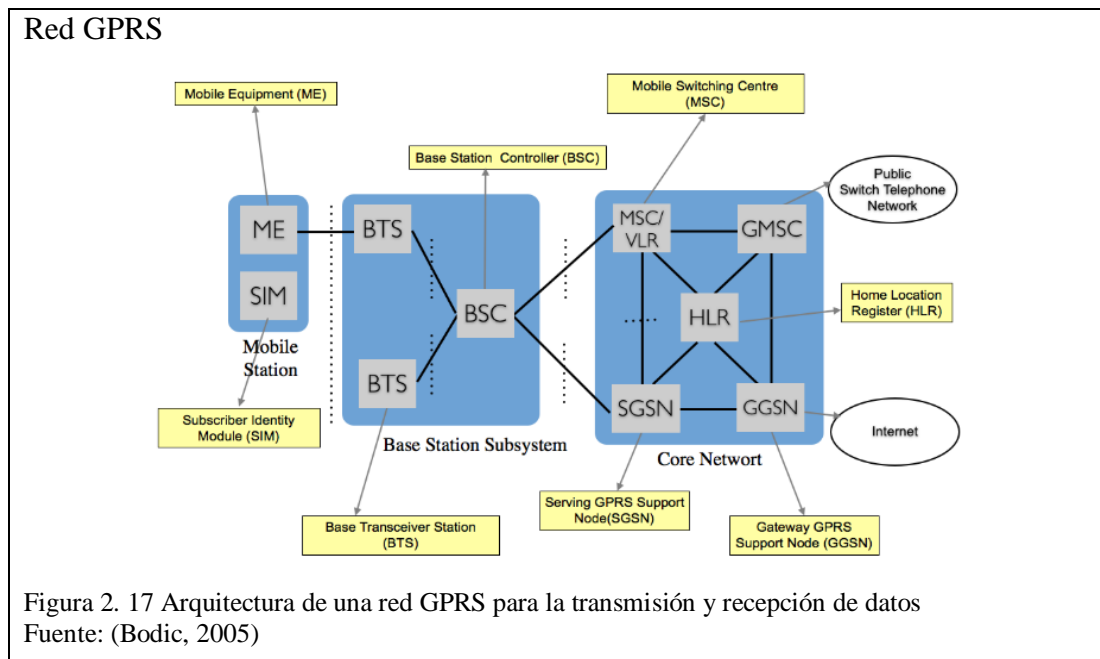 Red GPRS
Mobile Equipment (ME)
Mobile Switching Centre
(MSC)
Base Station Controller (BSC)
Public
Switch Telephone
Network
ME
BTS
MSC/
VLR
GMSC
SIM
BSC
HLR
Home Location
Register (HLR)
Mobile
Station
BTS
SGSN
GGSN
Subscriber Identity
Module (SIM)
Internet
Base Station Subsystem
Core Networt
Serving GPRS Support
Node(SGSN)
Base Transceiver Station
(BTS)
Gateway GPRS
Support Node (GGSN)
Figura 2. 17 Arquitectura de una red GPRS para la transmisión y recepción de datos
Fuente: (Bodic, 2005)